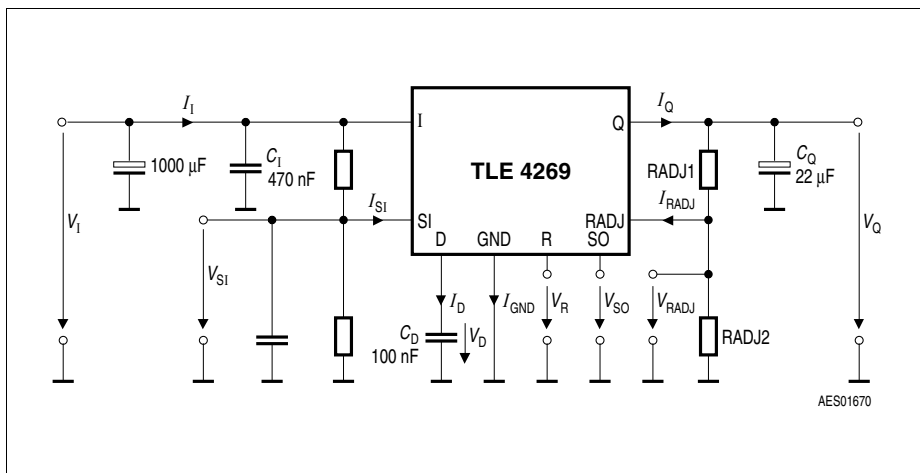 I_I
I_Q
I
Q
1000 µF
C_I
470 nF
TLE 4269
RADJ1
C_Q
22 µF
I_SI
I_RADJ
V_I
SI
RADJ
V_Q
D
GND
R
SO
V_SI
I_D
I_GND
V_R
V_SO
V_RADJ
C_D
100 nF
V_D
RADJ2
AES01670